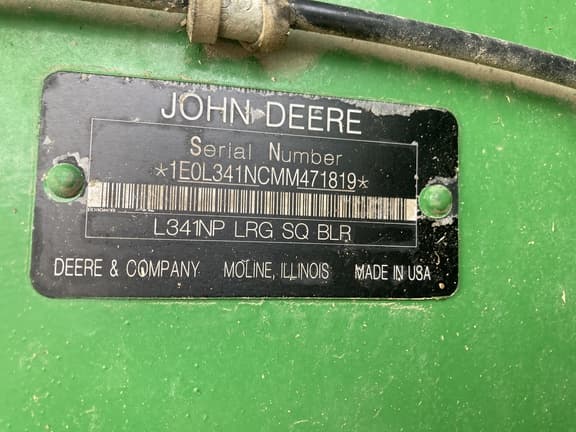 JOHN DEERE
Serial Number
*1E0L341NCMM471819*
L341NP LRG SQ BLR
DEERE & COMPANY MOLINE, ILLINOIS MADE IN USA